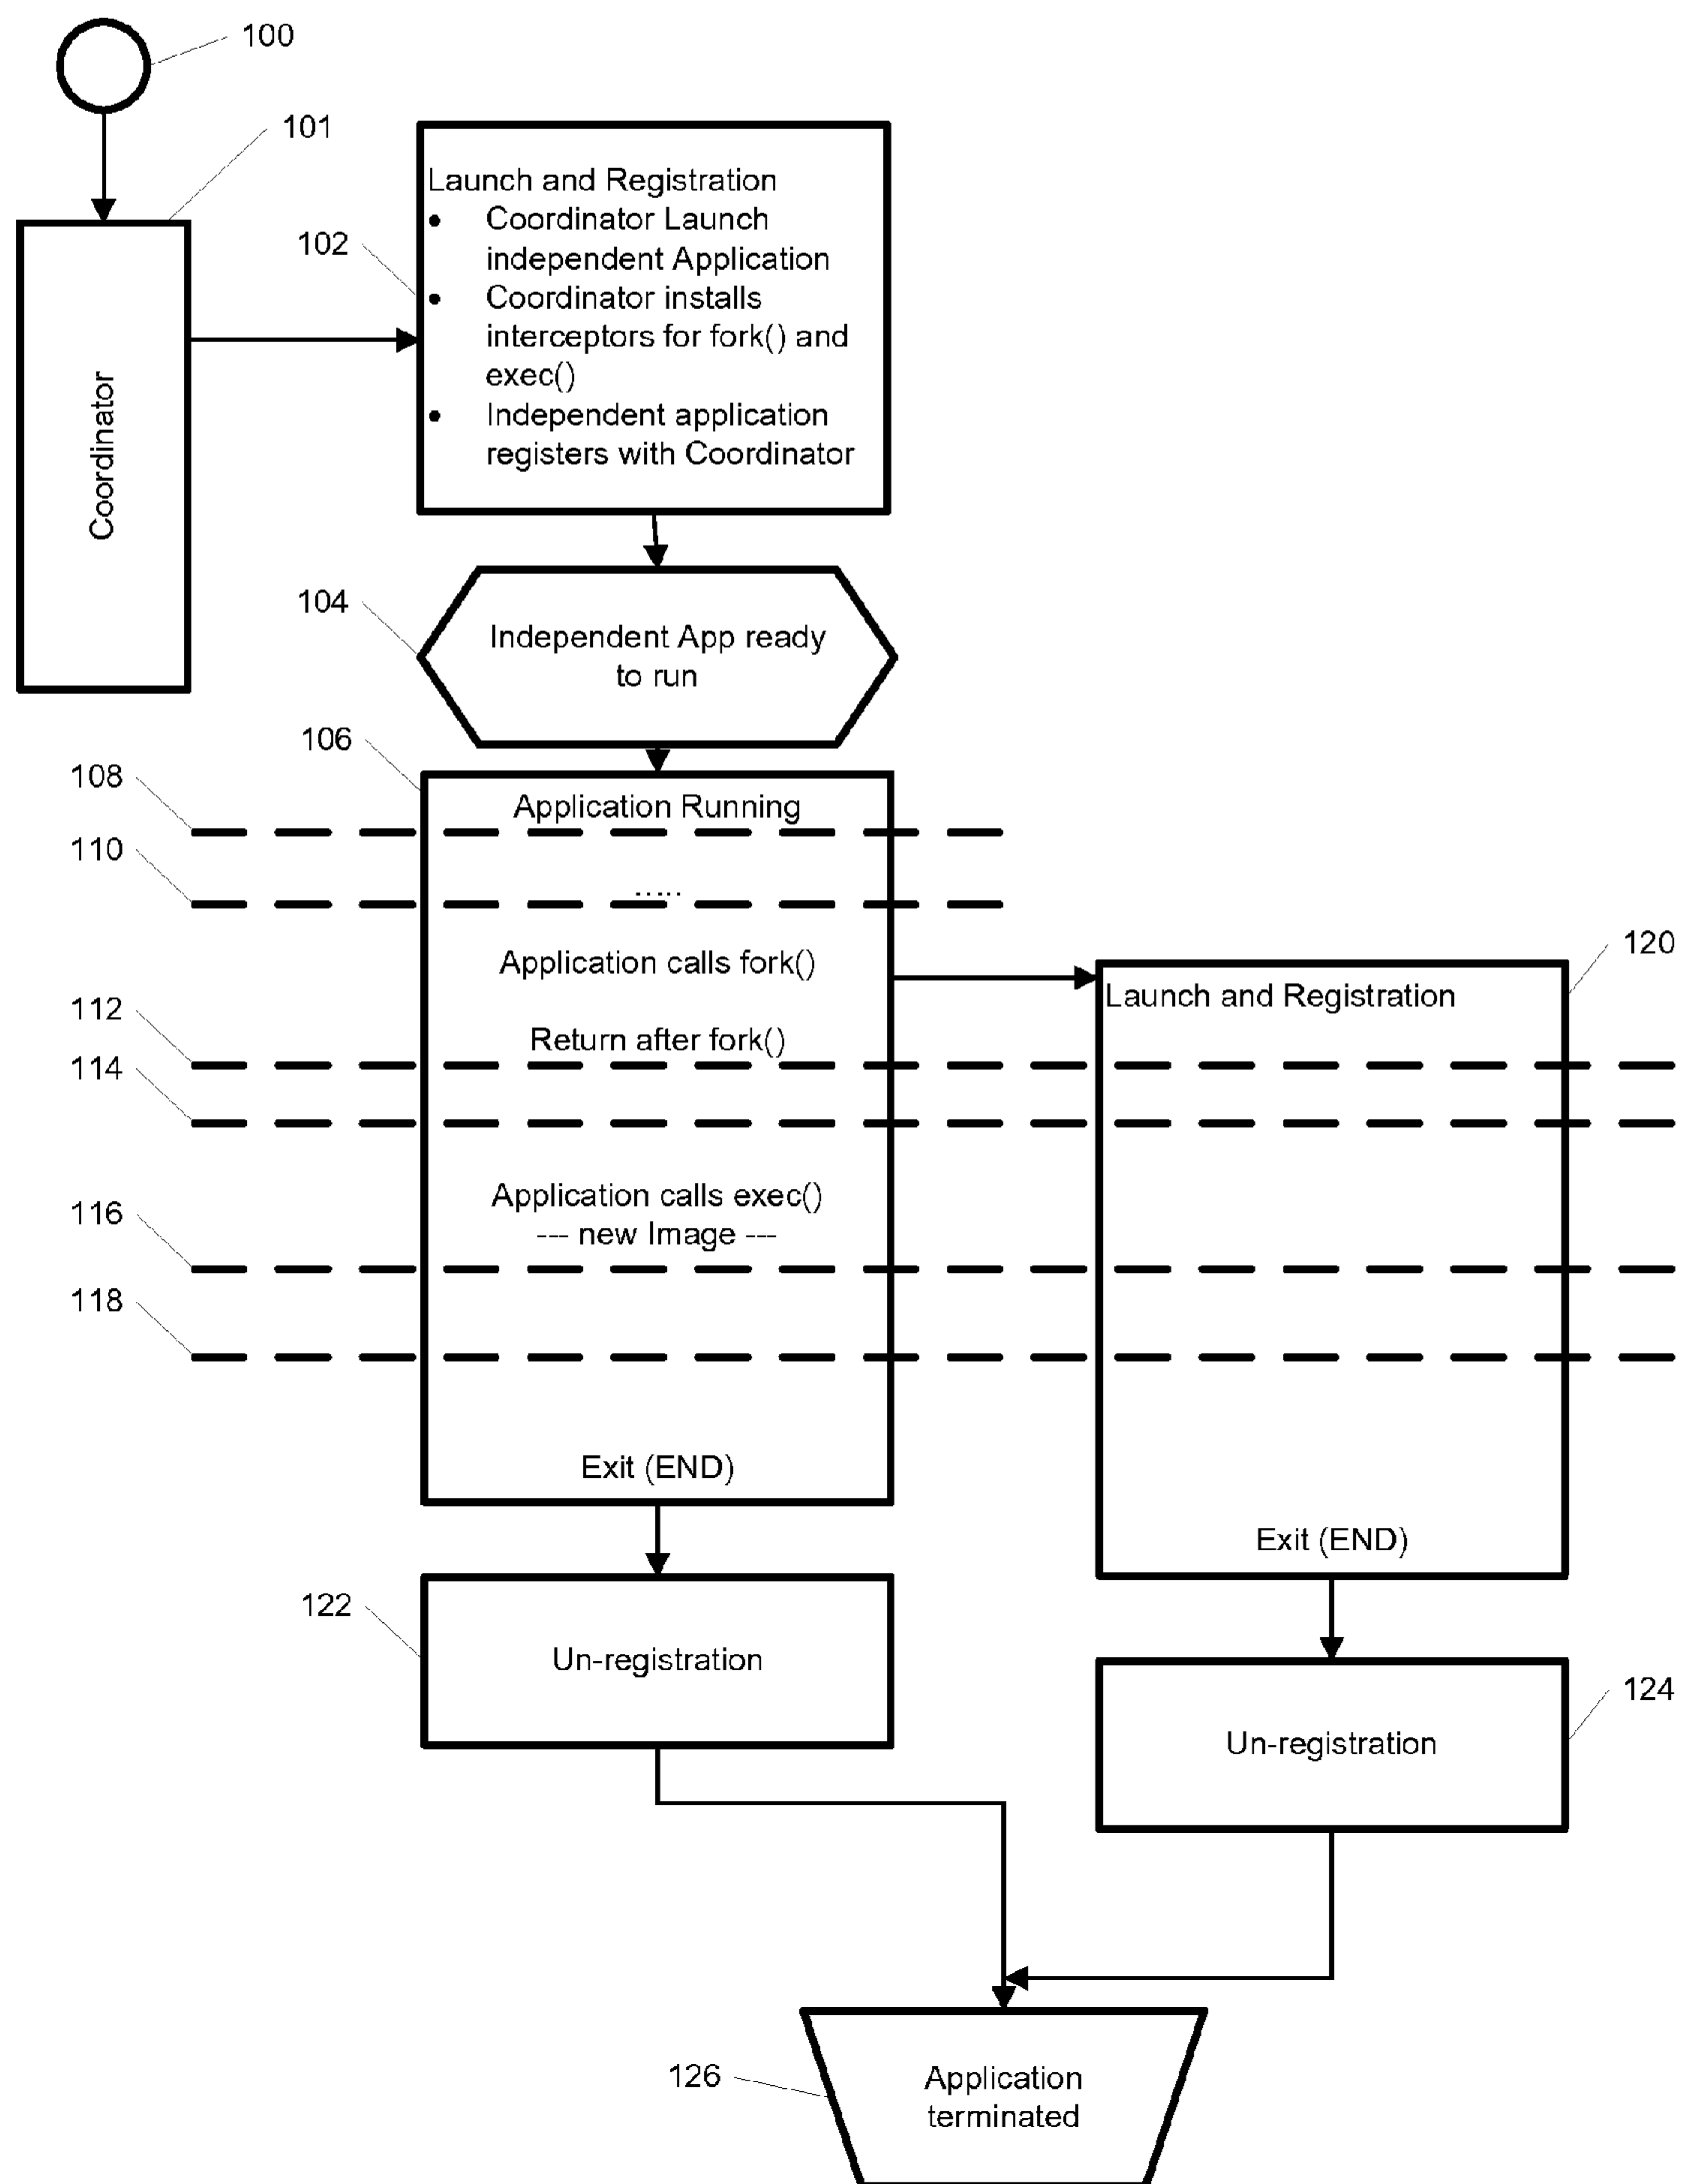 100
101
Coordinator
102
Launch and Registration
• Coordinator Launch
independent Application
• Coordinator installs
interceptors for fork() and
exec()
• Independent application
registers with Coordinator
104
Independent App ready
to run
106
Application Running
108
110
.....
Application calls fork()
120
Launch and Registration
112
Return after fork()
114
Application calls exec()
116
--- new Image ---
118
Exit (END)
Exit (END)
122
Un-registration
124
Un-registration
126
Application
terminated